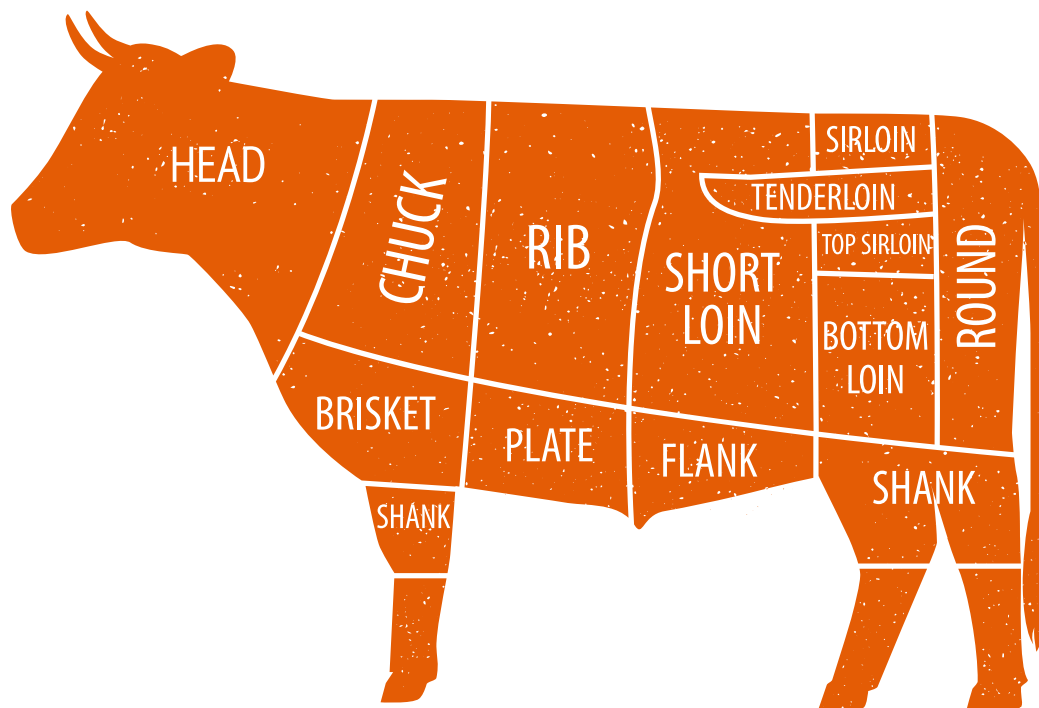 HEAD
CHUCK
RIB
SHORT
LOIN
SIRLOIN
TENDERLOIN
TOP SIRLOIN
BOTTOM
LOIN
ROUND
BRISKET
PLATE
FLANK
SHANK
SHANK